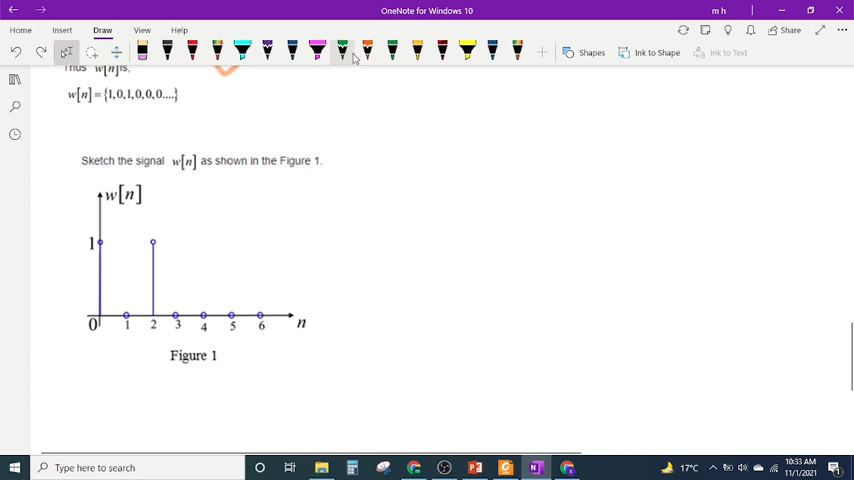 OneNote for Windows 10
m h
Home Insert Draw View Help
Share
Shapes Ink to Shape Ink to Text
Thus w[n] is,
w[n]={1,0,1,0,0,0....}
Sketch the signal w[n] as shown in the Figure 1.
w[n]
1
0 1 2 3 4 5 6 n
Figure 1
Type here to search
17°C
10:33 AM
11/1/2021